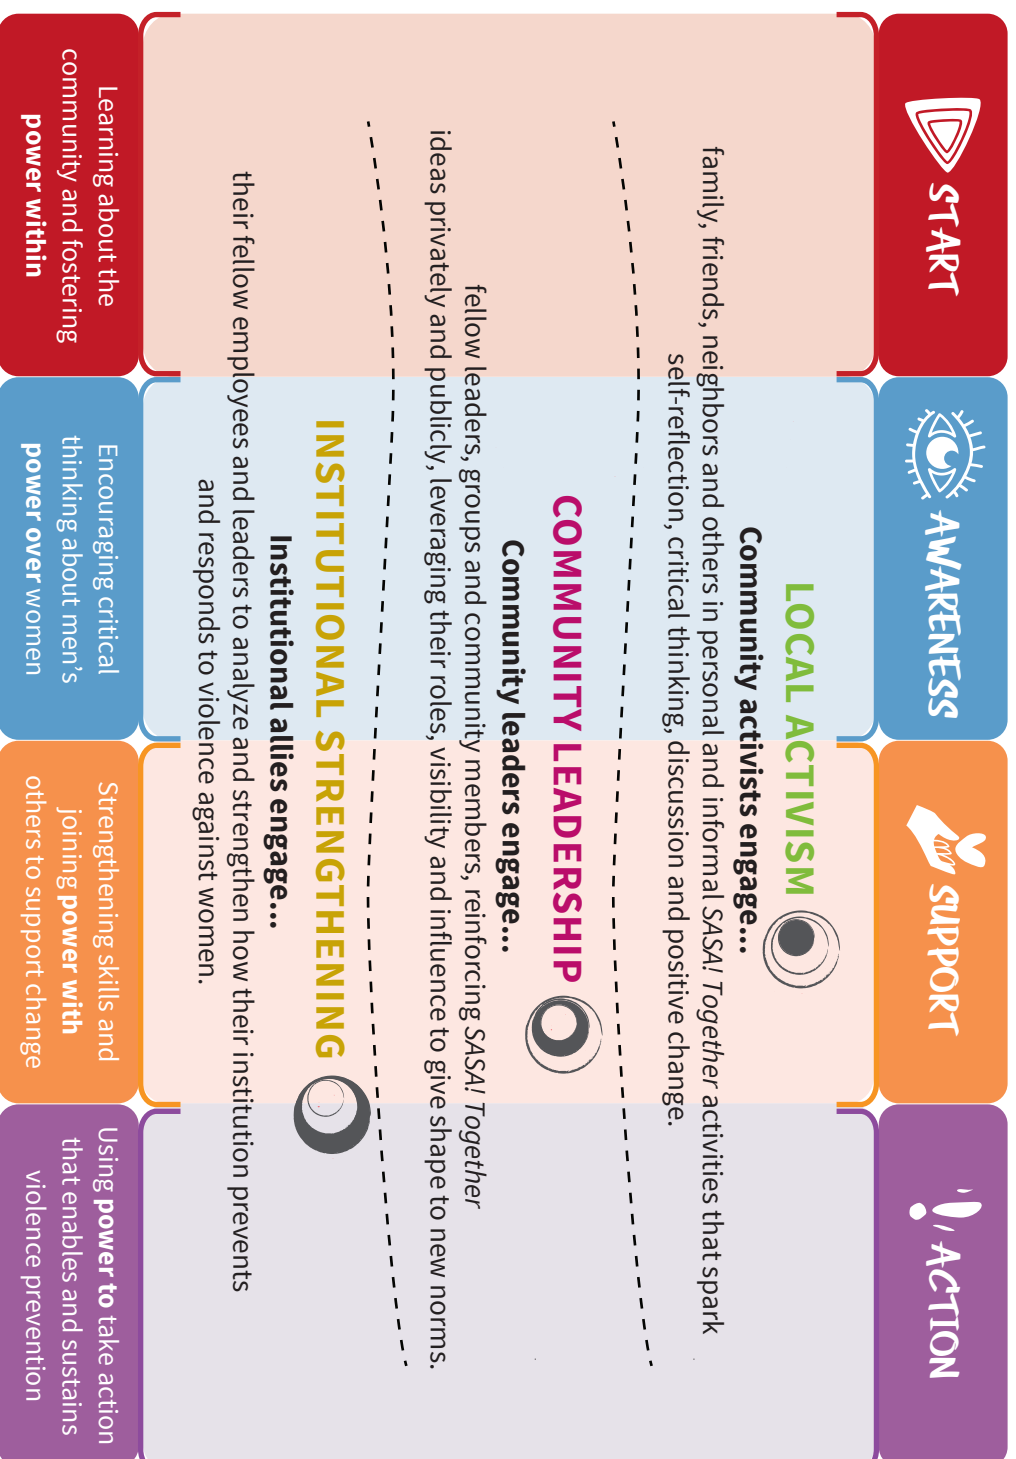 START
AWARENESS
SUPPORT
ACTION
LOCAL ACTIVISM
Community activists engage...
family, friends, neighbors and others in personal and informal SASA! Together activities that spark
self-reflection, critical thinking, discussion and positive change.
COMMUNITY LEADERSHIP
Community leaders engage...
fellow leaders, groups and community members, reinforcing SASA! Together
ideas privately and publicly, leveraging their roles, visibility and influence to give shape to new norms.
INSTITUTIONAL STRENGTHENING
Institutional allies engage...
their fellow employees and leaders to analyze and strengthen how their institution prevents
and responds to violence against women.
Learning about the
community and fostering
power within
Encouraging critical
thinking about men's
power over women
Strengthening skills and
joining power with
others to support change
Using power to take action
that enables and sustains
violence prevention